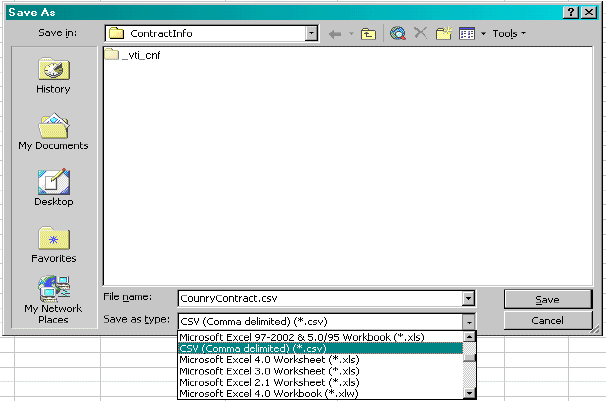 Save As
Save in:
ContractInfo
Tools
_vti_cnf
History
My Documents
Desktop
Favorites
My Network
Places
File name:
CounryContract.csv
Save
Save as type:
CSV (Comma delimited) (*.csv)
Cancel
Microsoft Excel 97-2002 & 5.0/95 Workbook (*.xls)
CSV (Comma delimited) (*.csv)
Microsoft Excel 4.0 Worksheet (*.xls)
Microsoft Excel 3.0 Worksheet (*.xls)
Microsoft Excel 2.1 Worksheet (*.xls)
Microsoft Excel 4.0 Workbook (*.xlw)